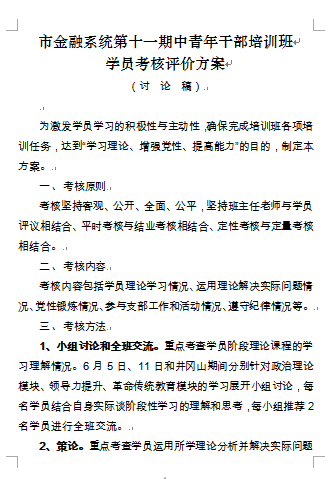 市金融系统第十一期中青年干部培训班
学员考核评价方案
（讨 论 稿）
为激发学员学习的积极性与主动性，确保完成培训班各项培
训任务，达到“学习理论、增强党性、提高能力”的目的，制定本
方案。
一、考核原则
考核坚持客观、公开、全面、公平，坚持班主任老师与学员
评议相结合、平时考核与结业考核相结合、定性考核与定量考核
相结合。
二、考核内容
考核内容包括学员理论学习情况、运用理论解决实际问题情
况、党性锻炼情况、参与支部工作和活动情况、遵守纪律情况等。
三、考核方法
1、小组讨论和全班交流。重点考查学员阶段理论课程的学
习理解情况。6 月 5 日、11 日和井冈山期间分别针对政治理论
模块、领导力提升、革命传统教育模块的学习展开小组讨论，每
名学员结合自身实际谈阶段性学习的理解和思考，每小组推荐 2
名学员进行全班交流。
2、策论。重点考查学员运用所学理论分析并解决实际问题